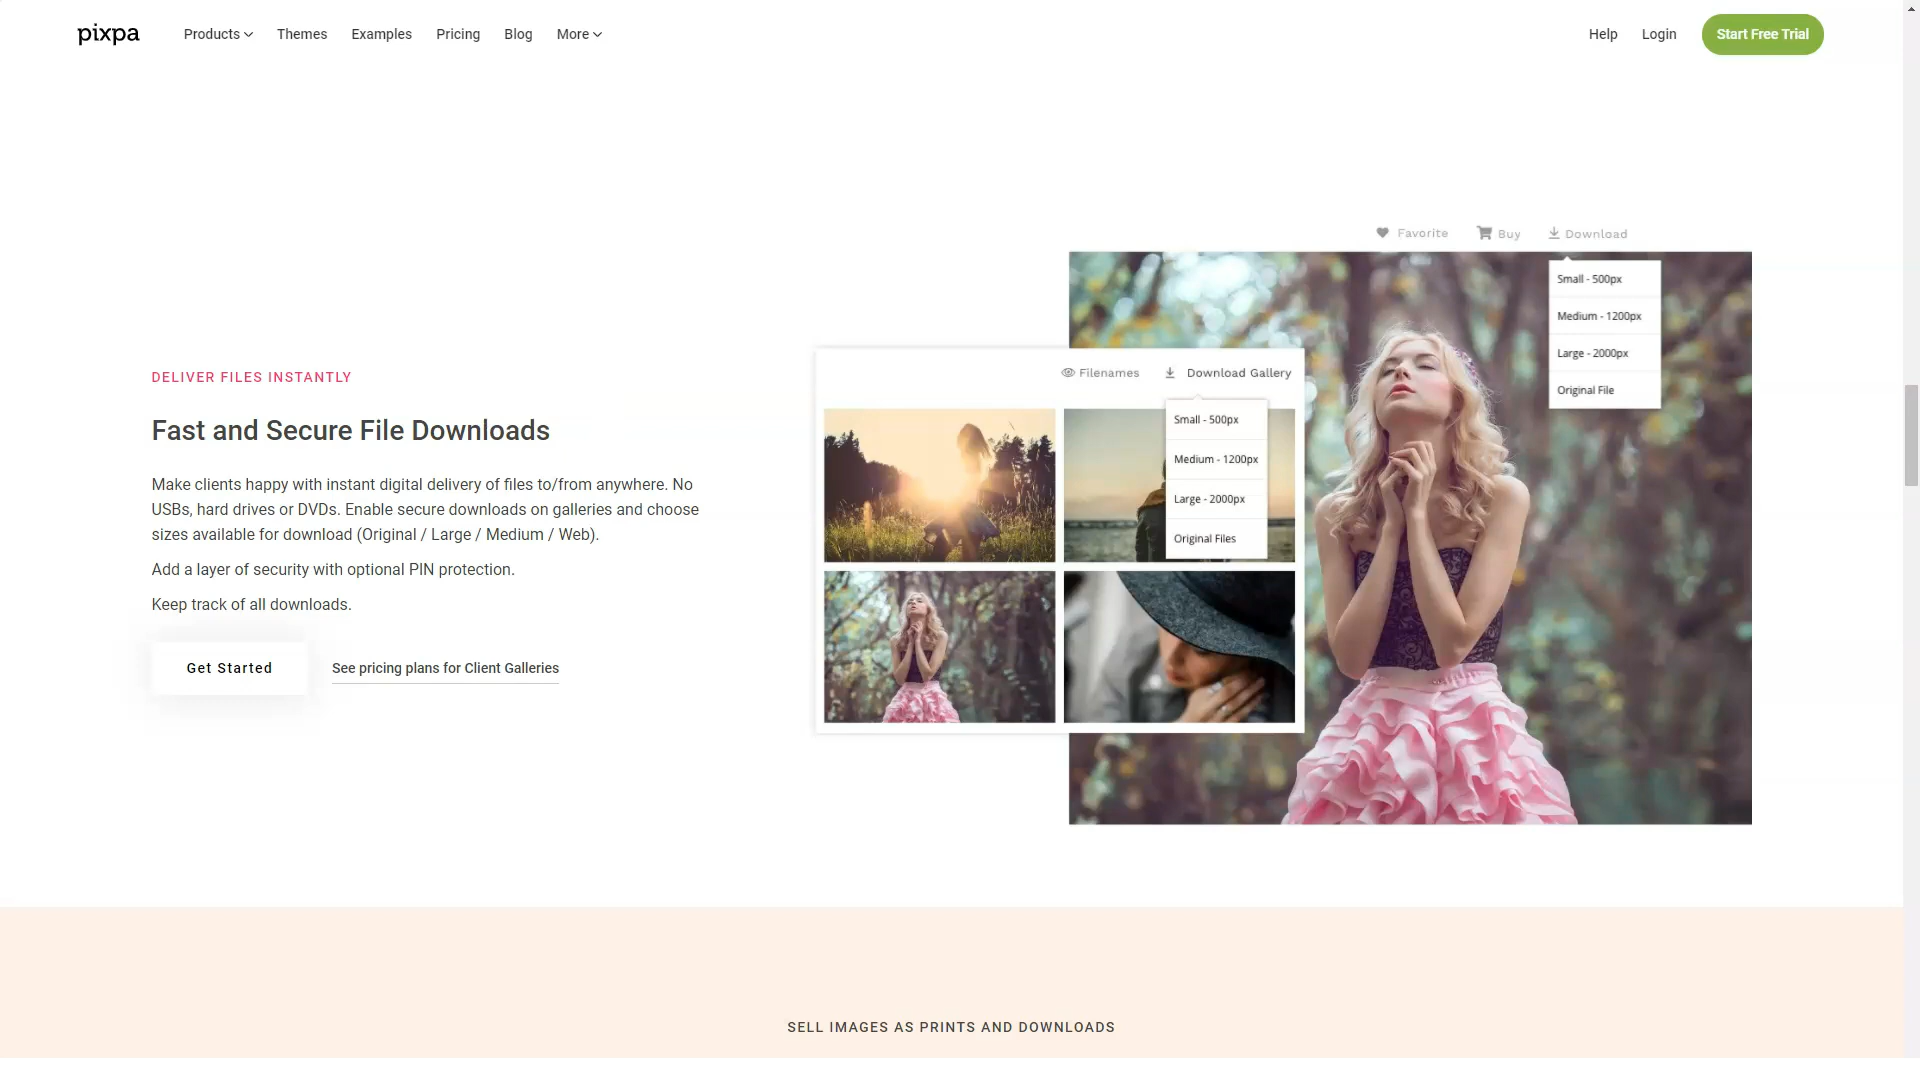 pixpa
Products
Themes
Examples
Pricing
Blog
More
Help
Login
Start Free Trial
Favorite
Buy
Download
Small - 500px
Medium - 1200px
Large - 2000px
Original File
Filenames
Download Gallery
Small - 500px
Medium - 1200px
Large - 2000px
Original Files
DELIVER FILES INSTANTLY
Fast and Secure File Downloads
Make clients happy with instant digital delivery of files to/from anywhere. No
USBs, hard drives or DVDs. Enable secure downloads on galleries and choose
sizes available for download (Original / Large / Medium / Web).
Add a layer of security with optional PIN protection.
Keep track of all downloads.
Get Started
See pricing plans for Client Galleries
SELL IMAGES AS PRINTS AND DOWNLOADS